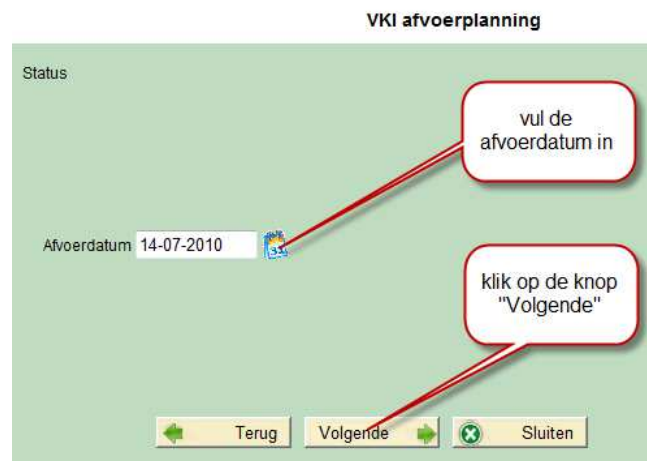 VKI afvoerplanning
Status
vul de
afvoerdatum in
Afvoerdatum 14-07-2010
31
klik op de knop
"Volgende"
Terug Volgende Sluiten